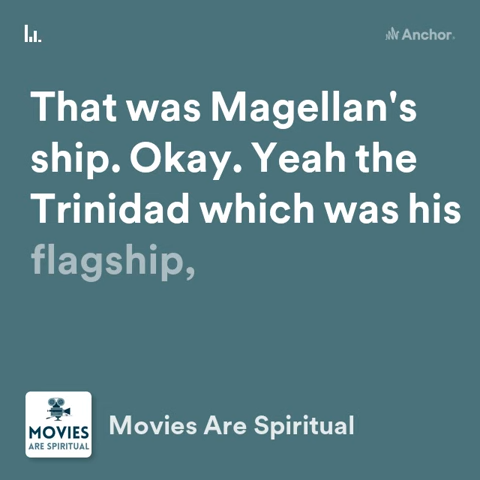 Anchor
That was Magellan's
ship. Okay. Yeah the
Trinidad which was his
flagship,
MOVIES
ARE SPIRITUAL
Movies Are Spiritual